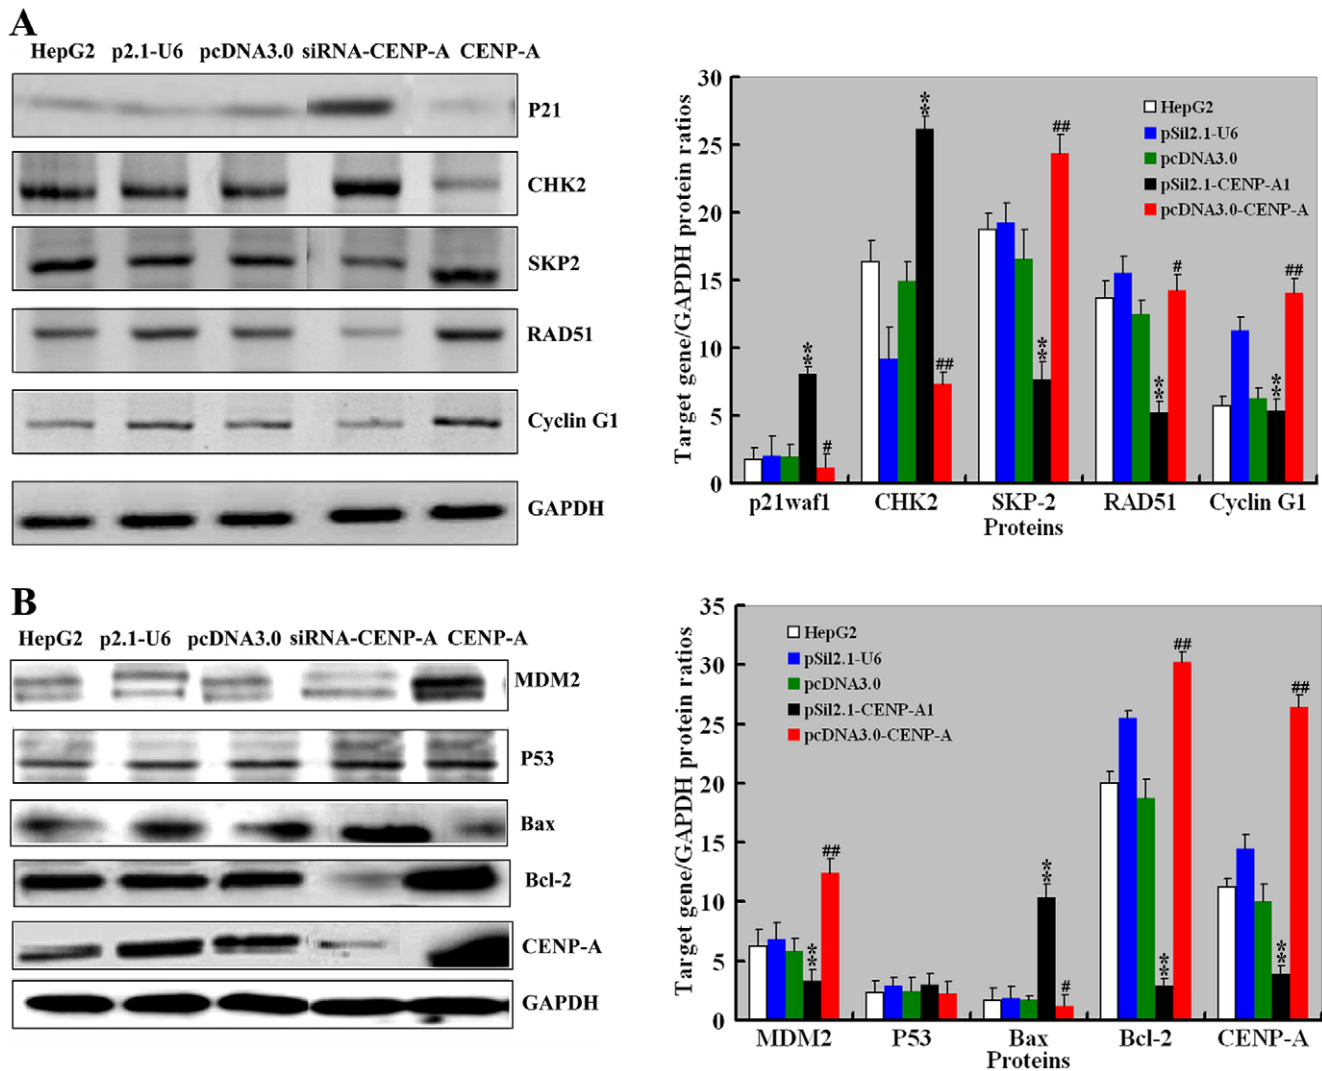 A
HepG2 p2.1-U6 pcDNA3.0 siRNA-CENP-A CENP-A
P21
CHK2
SKP2
RAD51
Cyclin G1
GAPDH
Target gene/GAPDH protein ratios
30
25
20
15
10
5
0
HepG2
pSil2.1-U6
pcDNA3.0
pSil2.1-CENP-A1
pcDNA3.0-CENP-A
**
#
**
##
**
##
**
#
**
##
p21waf1 CHK2 SKP-2 RAD51 Cyclin G1
Proteins
B
HepG2 p2.1-U6 pcDNA3.0 siRNA-CENP-A CENP-A
MDM2
P53
Bax
Bcl-2
CENP-A
GAPDH
Target gene/GAPDH protein ratios
35
30
25
20
15
10
5
0
HepG2
pSil2.1-U6
pcDNA3.0
pSil2.1-CENP-A1
pcDNA3.0-CENP-A
**
##
**
#
**
##
**
##
MDM2 P53 Bax Bcl-2 CENP-A
Proteins